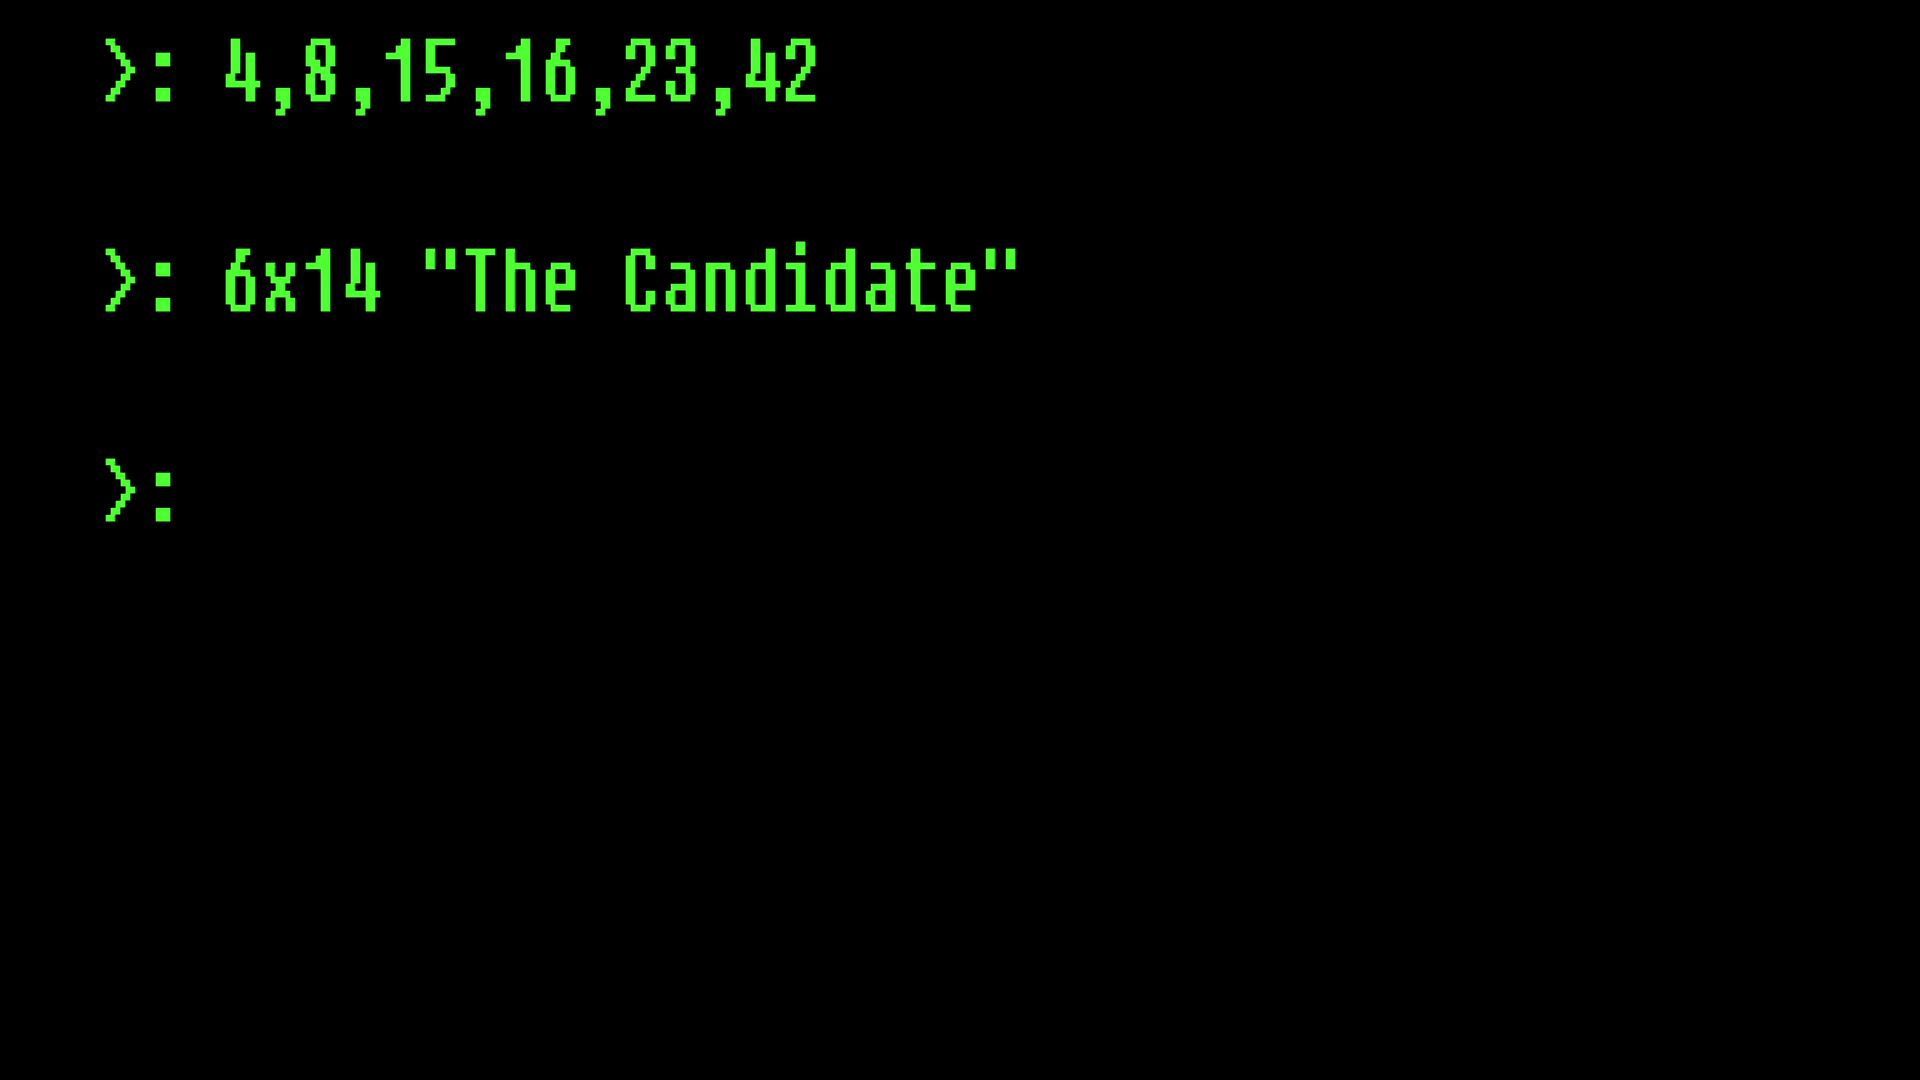 >: 4,8,15,16,23,42
>: 6x14 "The Candidate"
>: